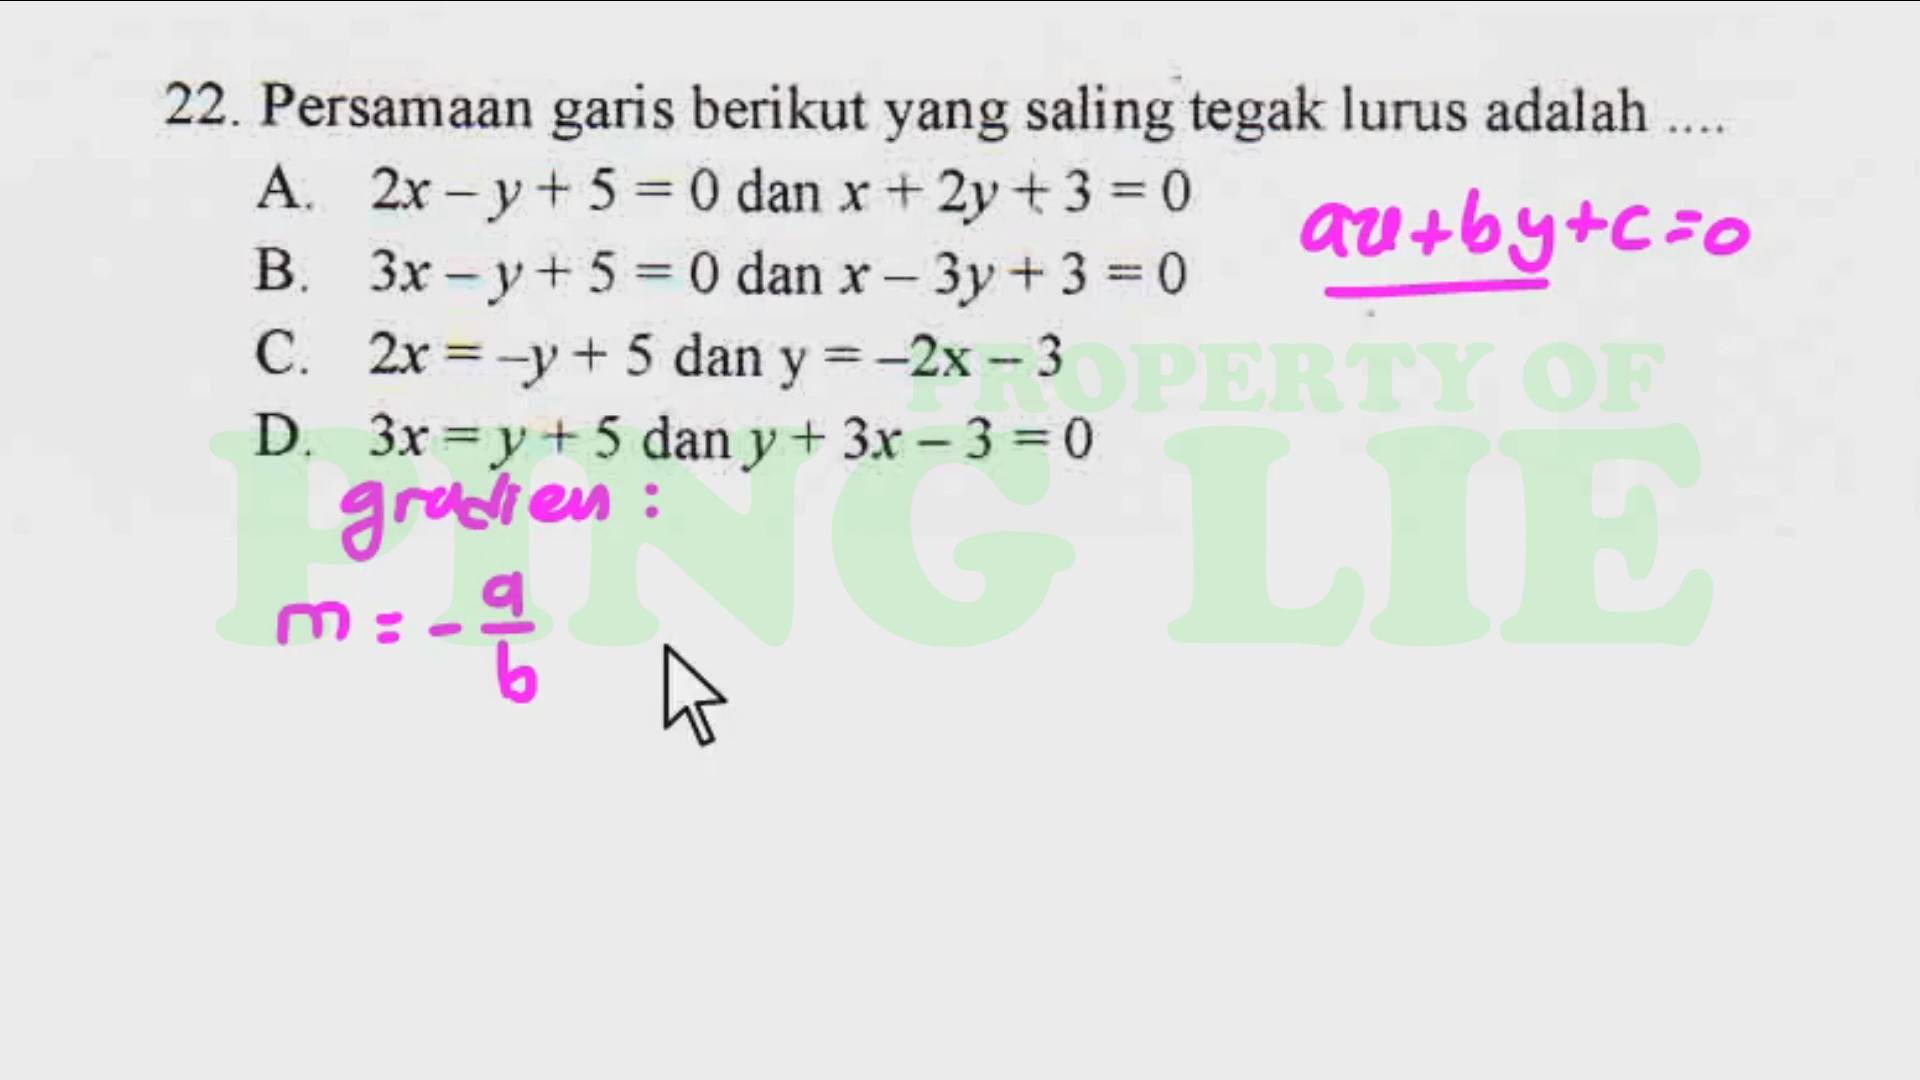 22. Persamaan garis berikut yang saling tegak lurus adalah ....
A. 2x – y + 5 = 0 dan x + 2y + 3 = 0
B. 3x – y + 5 = 0 dan x – 3y + 3 = 0
C. 2x = –y + 5 dan y = –2x – 3
D. 3x = y + 5 dan y + 3x – 3 = 0
ax+by+c=0
gradien :
m = - a/b
PROPERTY OF
PING LIE